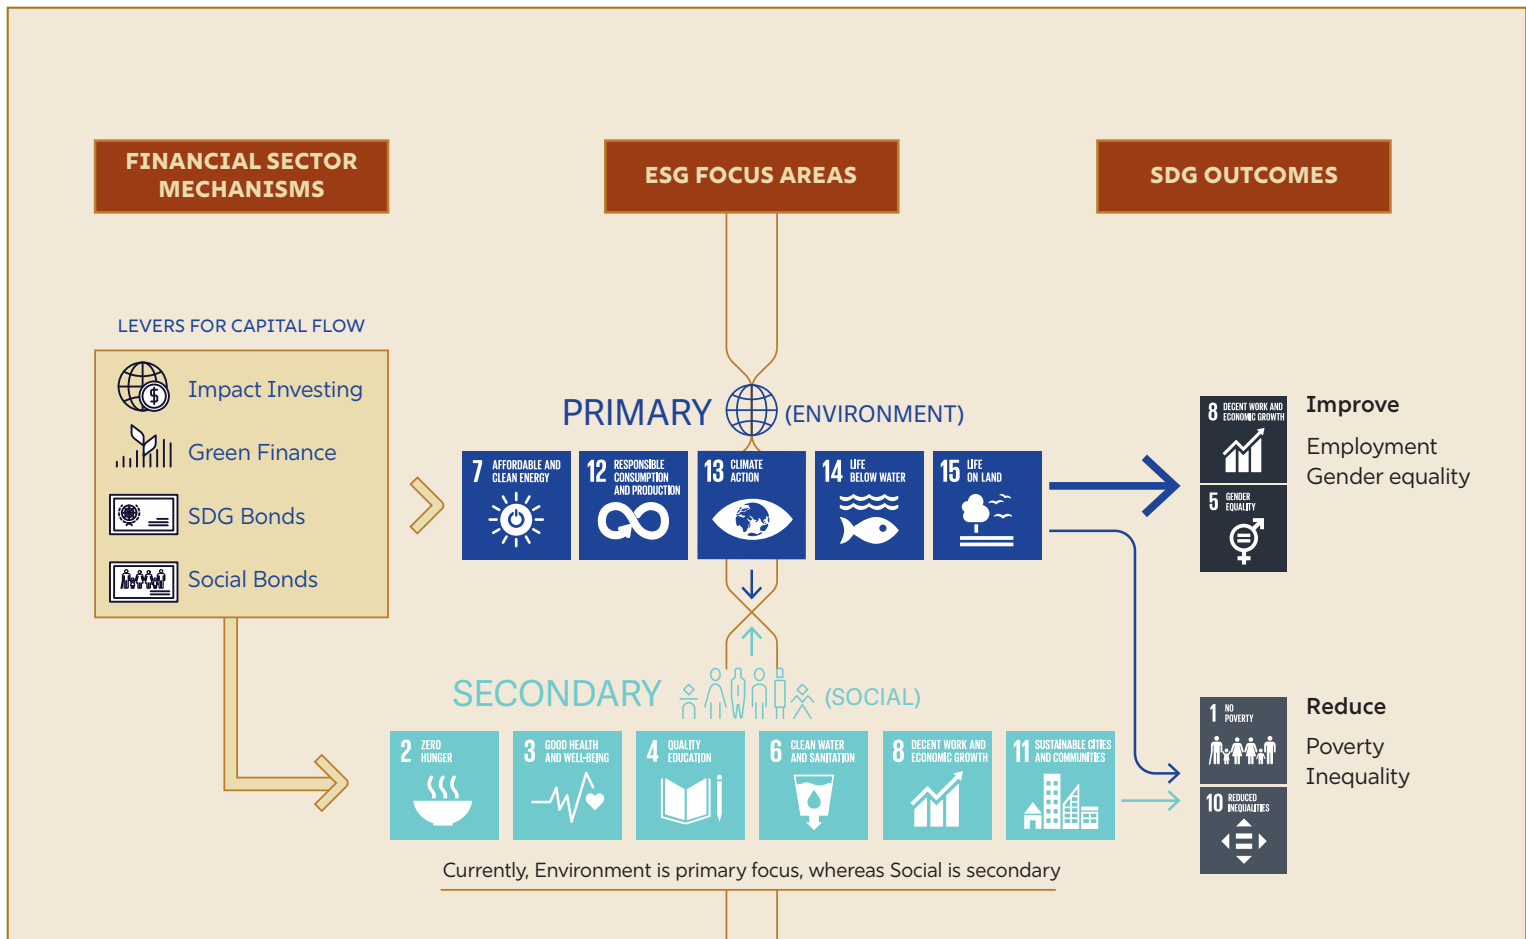 FINANCIAL SECTOR
MECHANISMS
ESG FOCUS AREAS
SDG OUTCOMES
LEVERS FOR CAPITAL FLOW
Impact Investing
Green Finance
SDG Bonds
Social Bonds
PRIMARY (ENVIRONMENT)
7 AFFORDABLE AND
CLEAN ENERGY
12 RESPONSIBLE
CONSUMPTION
AND PRODUCTION
13 CLIMATE
ACTION
14 LIFE
BELOW WATER
15 LIFE
ON LAND
8 DECENT WORK AND
ECONOMIC GROWTH
5 GENDER
EQUALITY
Improve
Employment
Gender equality
SECONDARY (SOCIAL)
2 ZERO
HUNGER
3 GOOD HEALTH
AND WELL-BEING
4 QUALITY
EDUCATION
6 CLEAN WATER
AND SANITATION
8 DECENT WORK AND
ECONOMIC GROWTH
11 SUSTAINABLE CITIES
AND COMMUNITIES
1 NO
POVERTY
10 REDUCED
INEQUALITIES
Reduce
Poverty
Inequality
Currently, Environment is primary focus, whereas Social is secondary